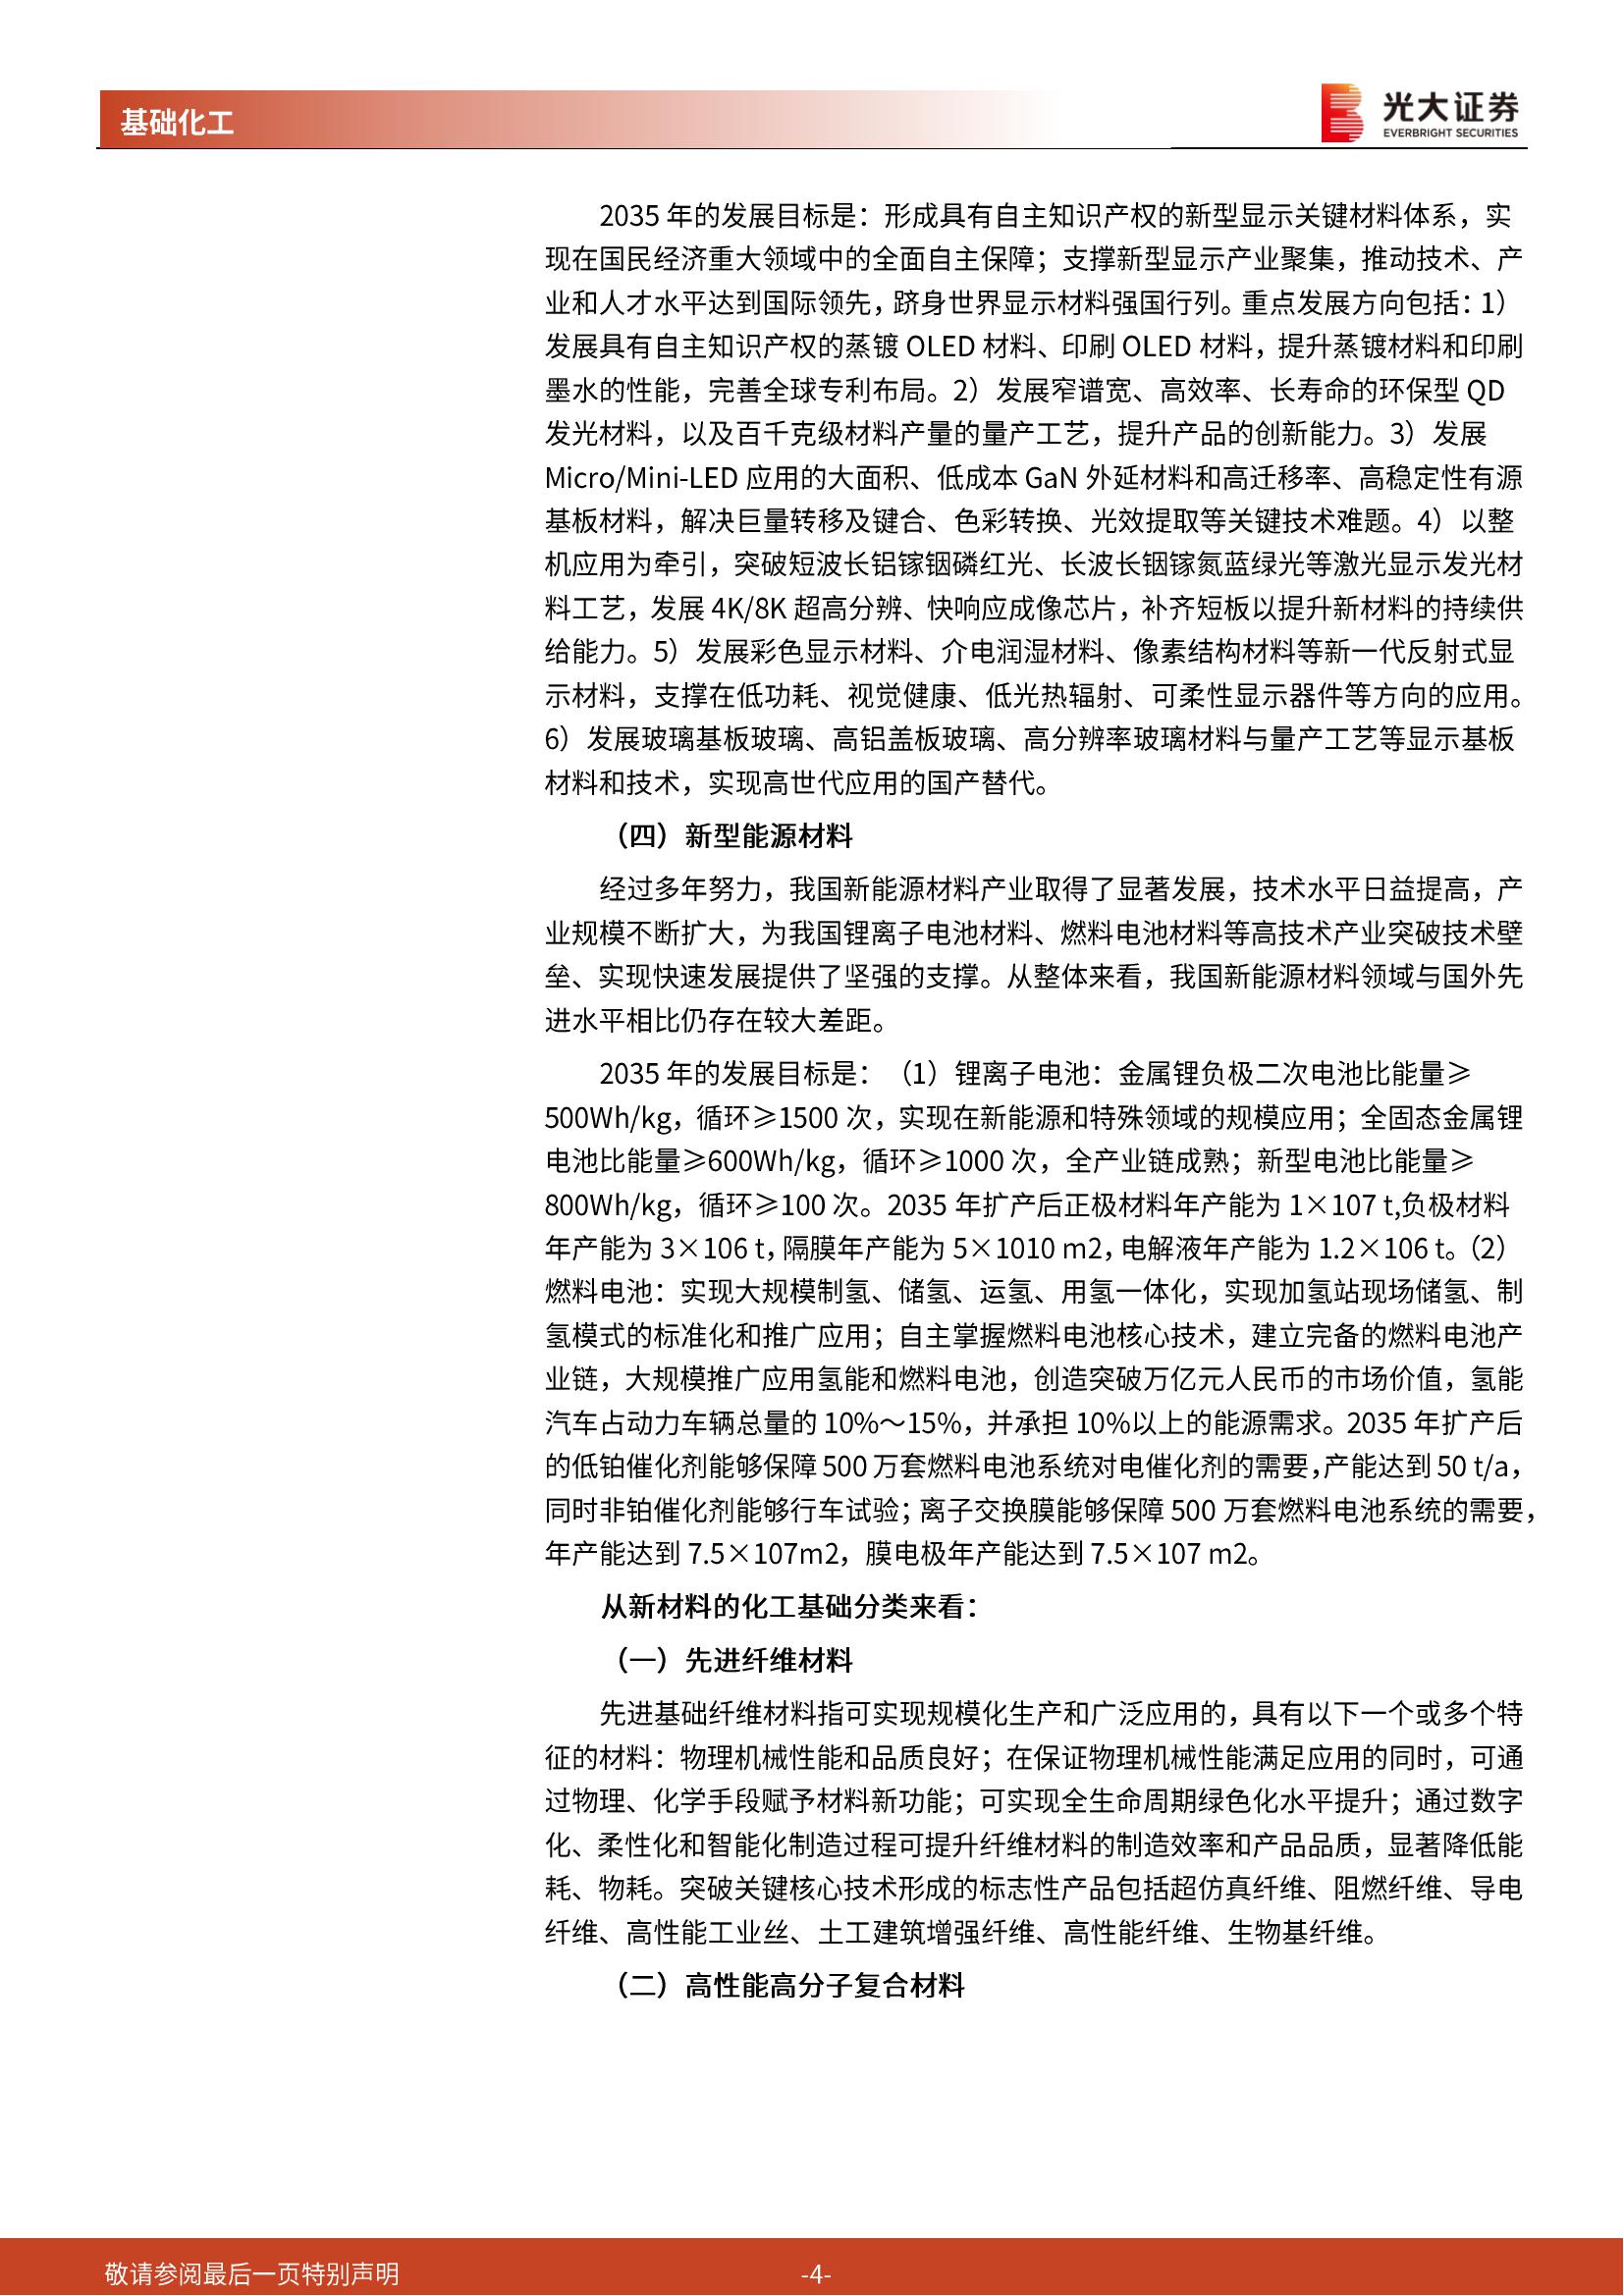 基础化工
光大证券
EVERBRIGHT SECURITIES
2035 年的发展目标是：形成具有自主知识产权的新型显示关键材料体系，实
现在国民经济重大领域中的全面自主保障；支撑新型显示产业聚集，推动技术、产
业和人才水平达到国际领先，跻身世界显示材料强国行列。重点发展方向包括：1）
发展具有自主知识产权的蒸镀 OLED 材料、印刷 OLED 材料，提升蒸镀材料和印刷
墨水的性能，完善全球专利布局。2）发展窄谱宽、高效率、长寿命的环保型 QD
发光材料，以及百千克级材料产量的量产工艺，提升产品的创新能力。3）发展
Micro/Mini-LED 应用的大面积、低成本 GaN 外延材料和高迁移率、高稳定性有源
基板材料，解决巨量转移及键合、色彩转换、光效提取等关键技术难题。4）以整
机应用为牵引，突破短波长铝镓铟磷红光、长波长铟镓氮蓝绿光等激光显示发光材
料工艺，发展 4K/8K 超高分辨、快响应成像芯片，补齐短板以提升新材料的持续供
给能力。5）发展彩色显示材料、介电润湿材料、像素结构材料等新一代反射式显
示材料，支撑在低功耗、视觉健康、低光热辐射、可柔性显示器件等方向的应用。
6）发展玻璃基板玻璃、高铝盖板玻璃、高分辨率玻璃材料与量产工艺等显示基板
材料和技术，实现高世代应用的国产替代。
（四）新型能源材料
经过多年努力，我国新能源材料产业取得了显著发展，技术水平日益提高，产
业规模不断扩大，为我国锂离子电池材料、燃料电池材料等高技术产业突破技术壁
垒、实现快速发展提供了坚强的支撑。从整体来看，我国新能源材料领域与国外先
进水平相比仍存在较大差距。
2035 年的发展目标是：（1）锂离子电池：金属锂负极二次电池比能量≥
500Wh/kg，循环≥1500 次，实现在新能源和特殊领域的规模应用；全固态金属锂
电池比能量≥600Wh/kg，循环≥1000 次，全产业链成熟；新型电池比能量≥
800Wh/kg，循环≥100 次。2035 年扩产后正极材料年产能为 1×107 t,负极材料
年产能为 3×106 t，隔膜年产能为 5×1010 m2，电解液年产能为 1.2×106 t。（2）
燃料电池：实现大规模制氢、储氢、运氢、用氢一体化，实现加氢站现场储氢、制
氢模式的标准化和推广应用；自主掌握燃料电池核心技术，建立完备的燃料电池产
业链，大规模推广应用氢能和燃料电池，创造突破万亿元人民币的市场价值，氢能
汽车占动力车辆总量的 10%～15%，并承担 10%以上的能源需求。2035 年扩产后
的低铂催化剂能够保障 500 万套燃料电池系统对电催化剂的需要，产能达到 50 t/a，
同时非铂催化剂能够行车试验；离子交换膜能够保障 500 万套燃料电池系统的需要，
年产能达到 7.5×107m2，膜电极年产能达到 7.5×107 m2。
从新材料的化工基础分类来看：
（一）先进纤维材料
先进基础纤维材料指可实现规模化生产和广泛应用的，具有以下一个或多个特
征的材料：物理机械性能和品质良好；在保证物理机械性能满足应用的同时，可通
过物理、化学手段赋予材料新功能；可实现全生命周期绿色化水平提升；通过数字
化、柔性化和智能化制造过程可提升纤维材料的制造效率和产品品质，显著降低能
耗、物耗。突破关键核心技术形成的标志性产品包括超仿真纤维、阻燃纤维、导电
纤维、高性能工业丝、土工建筑增强纤维、高性能纤维、生物基纤维。
（二）高性能高分子复合材料
敬请参阅最后一页特别声明
-4-